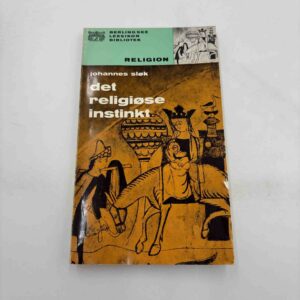 BERLINGSKE
LEKSIKON
BIBLIOTEK
RELIGION
johannes sløk
det
religiøse
instinkt